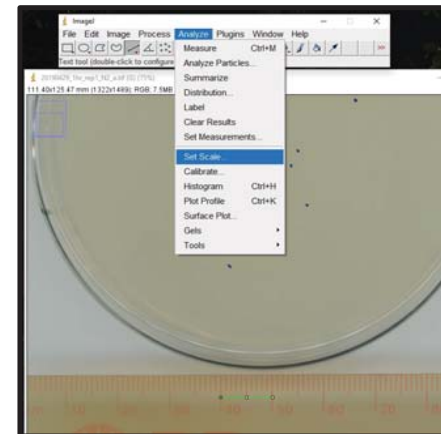 ImageJ
File Edit Image Process Analyze Plugins Window Help
Text tool (double-click to configure
Measure Ctrl+M
Analyze Particles...
Summarize
Distribution...
Label
Clear Results
Set Measurements...
Set Scale...
Calibrate...
Histogram Ctrl+H
Plot Profile Ctrl+K
Surface Plot...
Gels
Tools
(75%)
111.40x125.47 mm (1322x1489); RGB; 7.5MB